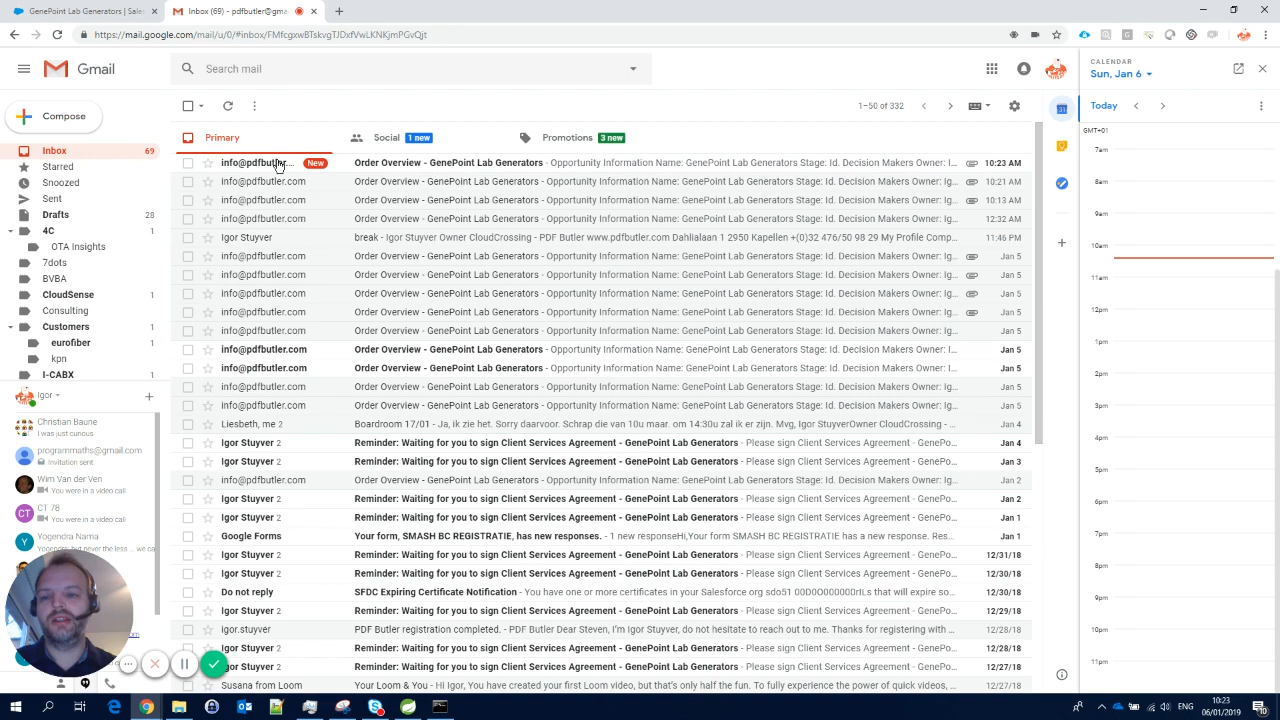 GenePoint Lab Generators | Sales
Inbox (69) - pdfbutler@gma
https://mail.google.com/mail/u/0/#inbox/FMfcgxwBTskvgTJDxfVwLKNKjmPGvQjt
Gmail
Search mail
CALENDAR
Sun, Jan 6
Compose
1–50 of 332
Today
Primary
Social 1 new
Promotions 3 new
GMT+01
Inbox 69
Starred
Snoozed
Sent
Drafts 28
4C 1
OTA Insights
7dots
BVBA
CloudSense 1
Consulting
Customers 1
eurofiber 1
kpn
I-CABX 1
Igor
Christian Baune
I was just curious
programmaths@gmail.com
Invitation sent
Wim Van der Ven
You were in a video call
CT 78
You were in a video call
Yogendra Nama
info@pdfbutler... New Order Overview - GenePoint Lab Generators - Opportunity Information Name: GenePoint Lab Generators Stage: Id. Decision Makers Owner: I... 10:23 AM
info@pdfbutler.com Order Overview - GenePoint Lab Generators - Opportunity Information Name: GenePoint Lab Generators Stage: Id. Decision Makers Owner: Ig... 10:21 AM
info@pdfbutler.com Order Overview - GenePoint Lab Generators - Opportunity Information Name: GenePoint Lab Generators Stage: Id. Decision Makers Owner: Ig... 10:13 AM
info@pdfbutler.com Order Overview - GenePoint Lab Generators - Opportunity Information Name: GenePoint Lab Generators Stage: Id. Decision Makers Owner: Ig... 12:32 AM
Igor Stuyver break - Igor Stuyver Owner CloudCrossing - PDF Butler www.pdfbutler.com Dahlialaan 1 2950 Kapellen +(0)32 476/50 98 29 My Profile Comp... 11:46 PM
info@pdfbutler.com Order Overview - GenePoint Lab Generators - Opportunity Information Name: GenePoint Lab Generators Stage: Id. Decision Makers Owner: Ig... Jan 5
info@pdfbutler.com Order Overview - GenePoint Lab Generators - Opportunity Information Name: GenePoint Lab Generators Stage: Id. Decision Makers Owner: Ig... Jan 5
info@pdfbutler.com Order Overview - GenePoint Lab Generators - Opportunity Information Name: GenePoint Lab Generators Stage: Id. Decision Makers Owner: Ig... Jan 5
info@pdfbutler.com Order Overview - GenePoint Lab Generators - Opportunity Information Name: GenePoint Lab Generators Stage: Id. Decision Makers Owner: Ig... Jan 5
info@pdfbutler.com Order Overview - GenePoint Lab Generators - Opportunity Information Name: GenePoint Lab Generators Stage: Id. Decision Makers Owner: Ig... Jan 5
info@pdfbutler.com Order Overview - GenePoint Lab Generators - Opportunity Information Name: GenePoint Lab Generators Stage: Id. Decision Makers Owner: I... Jan 5
info@pdfbutler.com Order Overview - GenePoint Lab Generators - Opportunity Information Name: GenePoint Lab Generators Stage: Id. Decision Makers Owner: I... Jan 5
info@pdfbutler.com Order Overview - GenePoint Lab Generators - Opportunity Information Name: GenePoint Lab Generators Stage: Id. Decision Makers Owner: Ig... Jan 5
info@pdfbutler.com Order Overview - GenePoint Lab Generators - Opportunity Information Name: GenePoint Lab Generators Stage: Id. Decision Makers Owner: Ig... Jan 5
Liesbeth, me 2 Boardroom 17/01 - Ja, ik zie het. Sorry daarvoor. Schrap die van 10u maar. om 14:30u zal ik er zijn. Mvg, Igor StuyverOwner CloudCrossing - ... Jan 4
Igor Stuyver 2 Reminder: Waiting for you to sign Client Services Agreement - GenePoint Lab Generators - Please sign Client Services Agreement - GenePo... Jan 4
Igor Stuyver 2 Reminder: Waiting for you to sign Client Services Agreement - GenePoint Lab Generators - Please sign Client Services Agreement - GenePo... Jan 3
info@pdfbutler.com Order Overview - GenePoint Lab Generators - Opportunity Information Name: GenePoint Lab Generators Stage: Id. Decision Makers Owner: Ig... Jan 2
Igor Stuyver 2 Reminder: Waiting for you to sign Client Services Agreement - GenePoint Lab Generators - Please sign Client Services Agreement - GenePo... Jan 2
Igor Stuyver 2 Reminder: Waiting for you to sign Client Services Agreement - GenePoint Lab Generators - Please sign Client Services Agreement - GenePo... Jan 1
Google Forms Your form, SMASH BC REGISTRATIE, has new responses. - 1 new responseHi,Your form SMASH BC REGISTRATIE has a new response. Res... Jan 1
Igor Stuyver 2 Reminder: Waiting for you to sign Client Services Agreement - GenePoint Lab Generators - Please sign Client Services Agreement - GenePo... 12/31/18
Igor Stuyver 2 Reminder: Waiting for you to sign Client Services Agreement - GenePoint Lab Generators - Please sign Client Services Agreement - GenePo... 12/30/18
Do not reply SFDC Expiring Certificate Notification - You have one or more certificates in your Salesforce org sdo51 00D0O000000rILs that will expire so... 12/30/18
Igor Stuyver 2 Reminder: Waiting for you to sign Client Services Agreement - GenePoint Lab Generators - Please sign Client Services Agreement - GenePo... 12/29/18
igor.stuyver PDF Butler registration completed. - PDF Butler Dear Steven, I'm Igor Stuyver, do not hesitate to reach out to me. Thanks for registering with ... 12/28/18
Igor Stuyver 2 Reminder: Waiting for you to sign Client Services Agreement - GenePoint Lab Generators - Please sign Client Services Agreement - GenePo... 12/28/18
Stuyver 2 Reminder: Waiting for you to sign Client Services Agreement - GenePoint Lab Generators - Please sign Client Services Agreement - GenePo... 12/27/18
Susana from Loom Your Loom & You - Hi Igor, You have created your first Loom video, but that's only half the fun. To fully experience the power of quick videos, ... 12/27/18
7am
8am
9am
10am
11am
12pm
1pm
2pm
3pm
4pm
5pm
6pm
7pm
8pm
9pm
10pm
11pm
ENG
10:23
06/01/2019